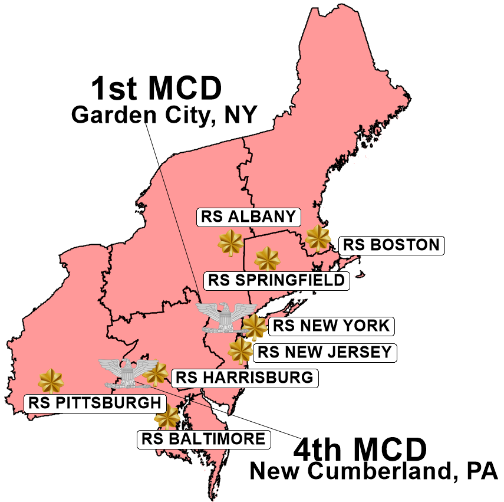 1st MCD
Garden City, NY
RS ALBANY
RS BOSTON
RS SPRINGFIELD
RS NEW YORK
RS NEW JERSEY
RS HARRISBURG
RS PITTSBURGH
RS BALTIMORE
4th MCD
New Cumberland, PA